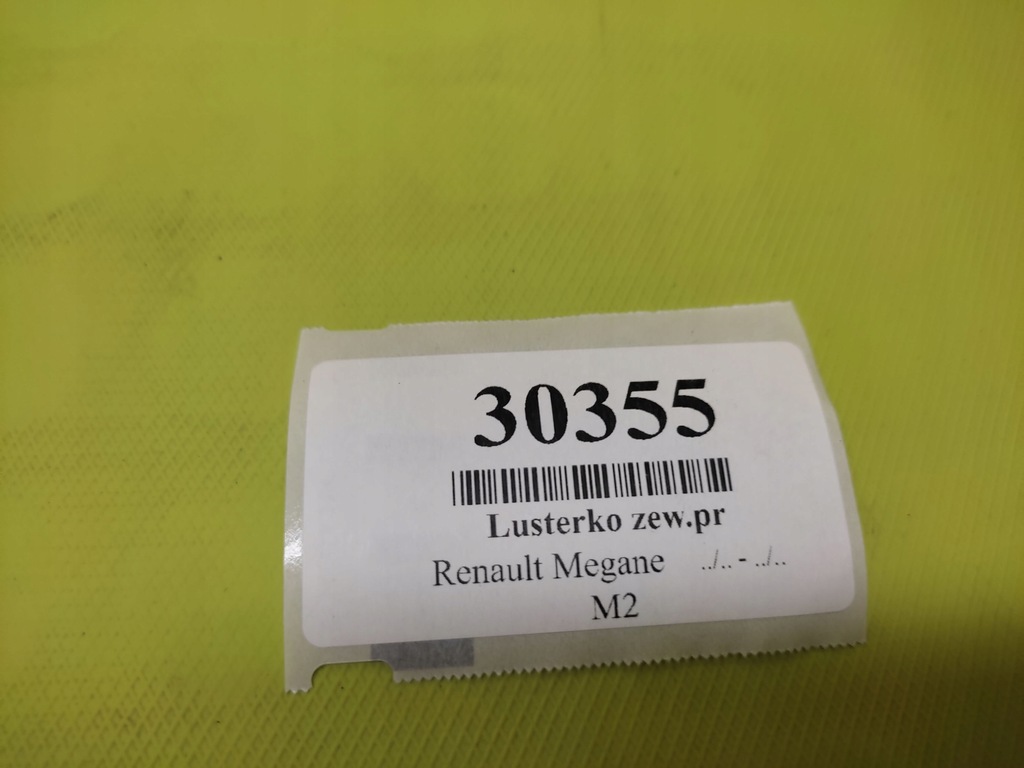 30355
Lusterko zew.pr
Renault Megane ../.. - ../..
M2